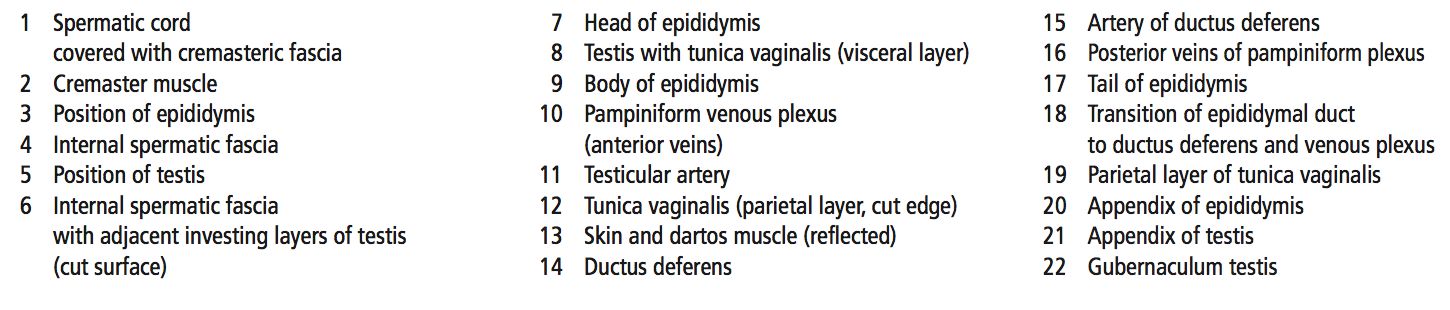 1 Spermatic cord
covered with cremasteric fascia
2 Cremaster muscle
3 Position of epididymis
4 Internal spermatic fascia
5 Position of testis
6 Internal spermatic fascia
with adjacent investing layers of testis
(cut surface)
7 Head of epididymis
8 Testis with tunica vaginalis (visceral layer)
9 Body of epididymis
10 Pampiniform venous plexus
(anterior veins)
11 Testicular artery
12 Tunica vaginalis (parietal layer, cut edge)
13 Skin and dartos muscle (reflected)
14 Ductus deferens
15 Artery of ductus deferens
16 Posterior veins of pampiniform plexus
17 Tail of epididymis
18 Transition of epididymal duct
to ductus deferens and venous plexus
19 Parietal layer of tunica vaginalis
20 Appendix of epididymis
21 Appendix of testis
22 Gubernaculum testis